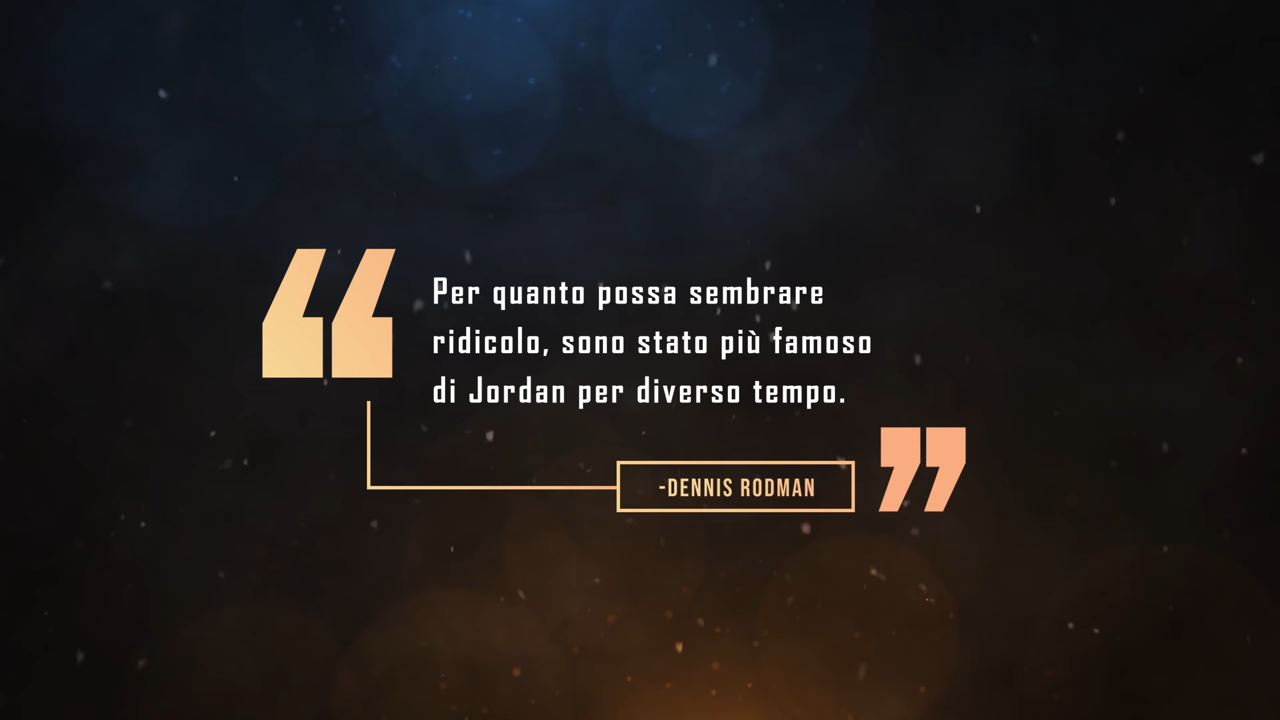 Per quanto possa sembrare
ridicolo, sono stato più famoso
di Jordan per diverso tempo.
-DENNIS RODMAN